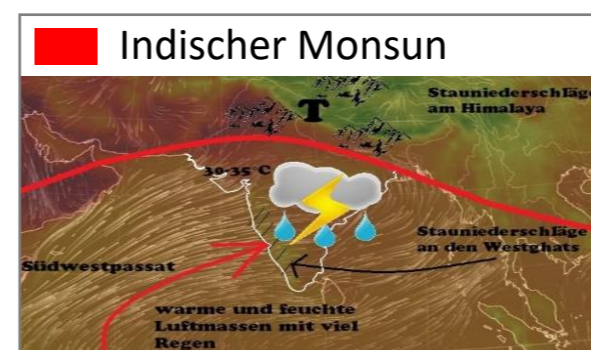 Indischer Monsun
Stauniederschläge
am Himalaya
T
30-35°C
Stauniederschläge
an den Westghats
Südwestpassat
warme und feuchte
Luftmassen mit viel
Regen